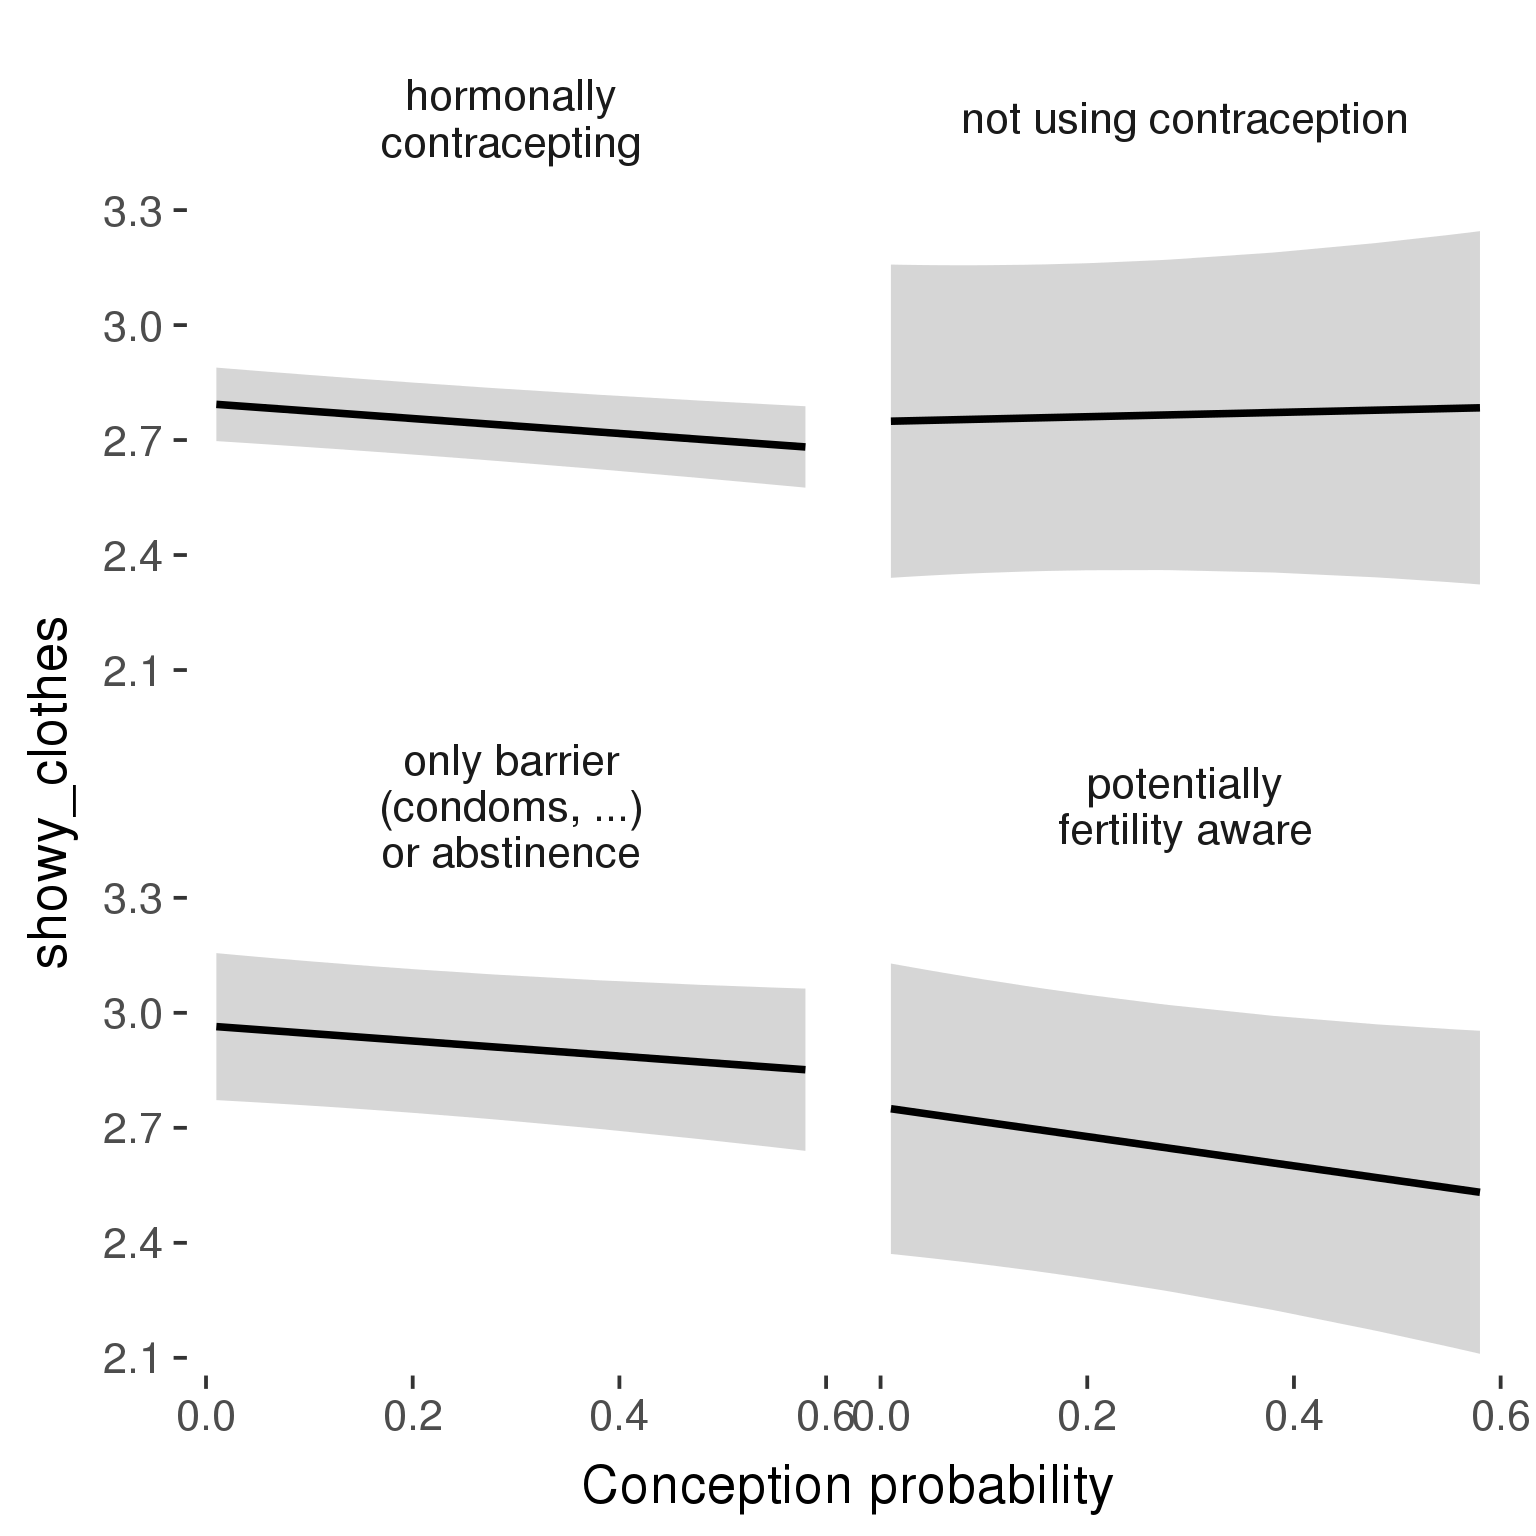 hormonally
contracepting
not using contraception
3.3
3.0
2.7
2.4
2.1
only barrier
(condoms, ...)
or abstinence
potentially
fertility aware
3.3
3.0
2.7
2.4
2.1
0.0 0.2 0.4 0.6 0.0 0.2 0.4 0.6
Conception probability
showy_clothes